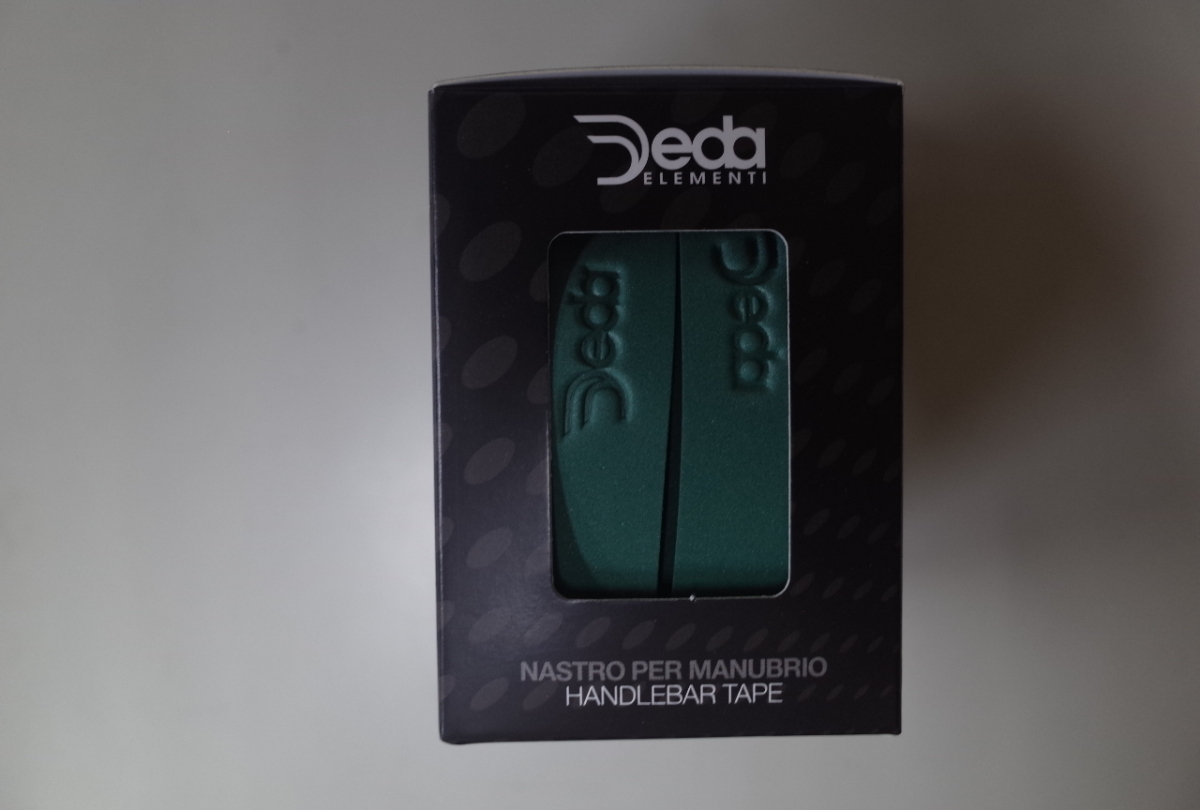 Deda
ELEMENTI
Deda
Deda
NASTRO PER MANUBRIO
HANDLEBAR TAPE